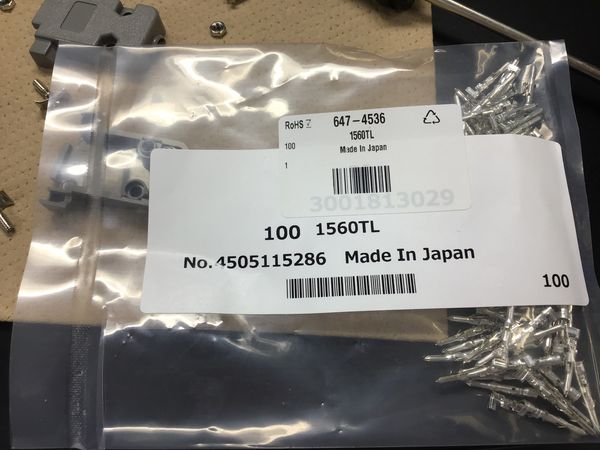 RoHS ☑ 647-4536
1560TL
100 Made In Japan
1
3001813029
100 1560TL
No.4505115286 Made In Japan
100